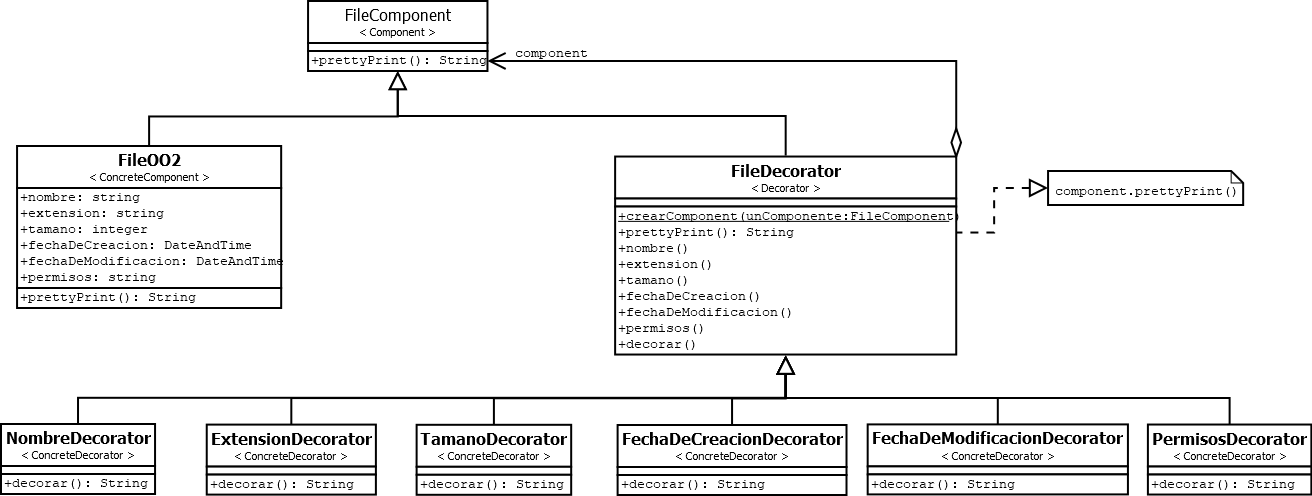 FileComponent
< Component >
+prettyPrint(): String
component
FileOO2
< ConcreteComponent >
+nombre: string
+extension: string
+tamano: integer
+fechaDeCreacion: DateAndTime
+fechaDeModificacion: DateAndTime
+permisos: string
+prettyPrint(): String
FileDecorator
< Decorator >
+crearComponent(unComponente:FileComponent)
+prettyPrint(): String
+nombre()
+extension()
+tamano()
+fechaDeCreacion()
+fechaDeModificacion()
+permisos()
+decorar()
component.prettyPrint()
NombreDecorator
< ConcreteDecorator >
+decorar(): String
ExtensionDecorator
< ConcreteDecorator >
+decorar(): String
TamanoDecorator
< ConcreteDecorator >
+decorar(): String
FechaDeCreacionDecorator
< ConcreteDecorator >
+decorar(): String
FechaDeModificacionDecorator
< ConcreteDecorator >
+decorar(): String
PermisosDecorator
< ConcreteDecorator >
+decorar(): String